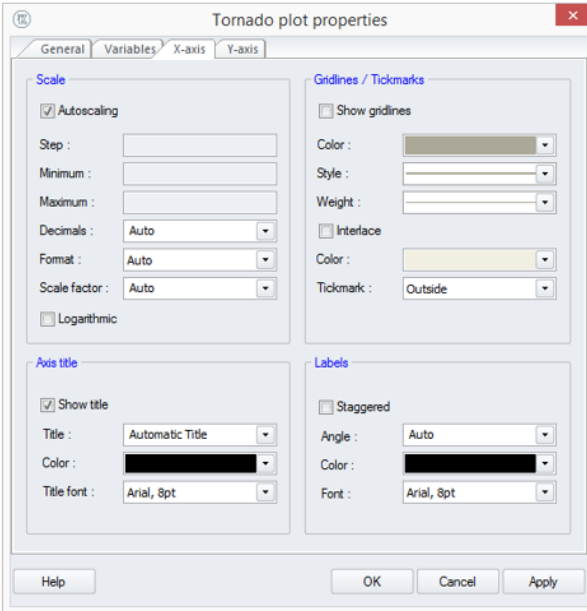 Tornado plot properties
General Variables X-axis Y-axis
Scale
Autoscaling
Step :
Minimum :
Maximum :
Decimals : Auto
Format : Auto
Scale factor : Auto
Logarithmic
Gridlines / Tickmarks
Show gridlines
Color :
Style :
Weight :
Interlace
Color :
Tickmark : Outside
Axis title
Show title
Title : Automatic Title
Color :
Title font : Arial, 8pt
Labels
Staggered
Angle : Auto
Color :
Font : Arial, 8pt
Help OK Cancel Apply